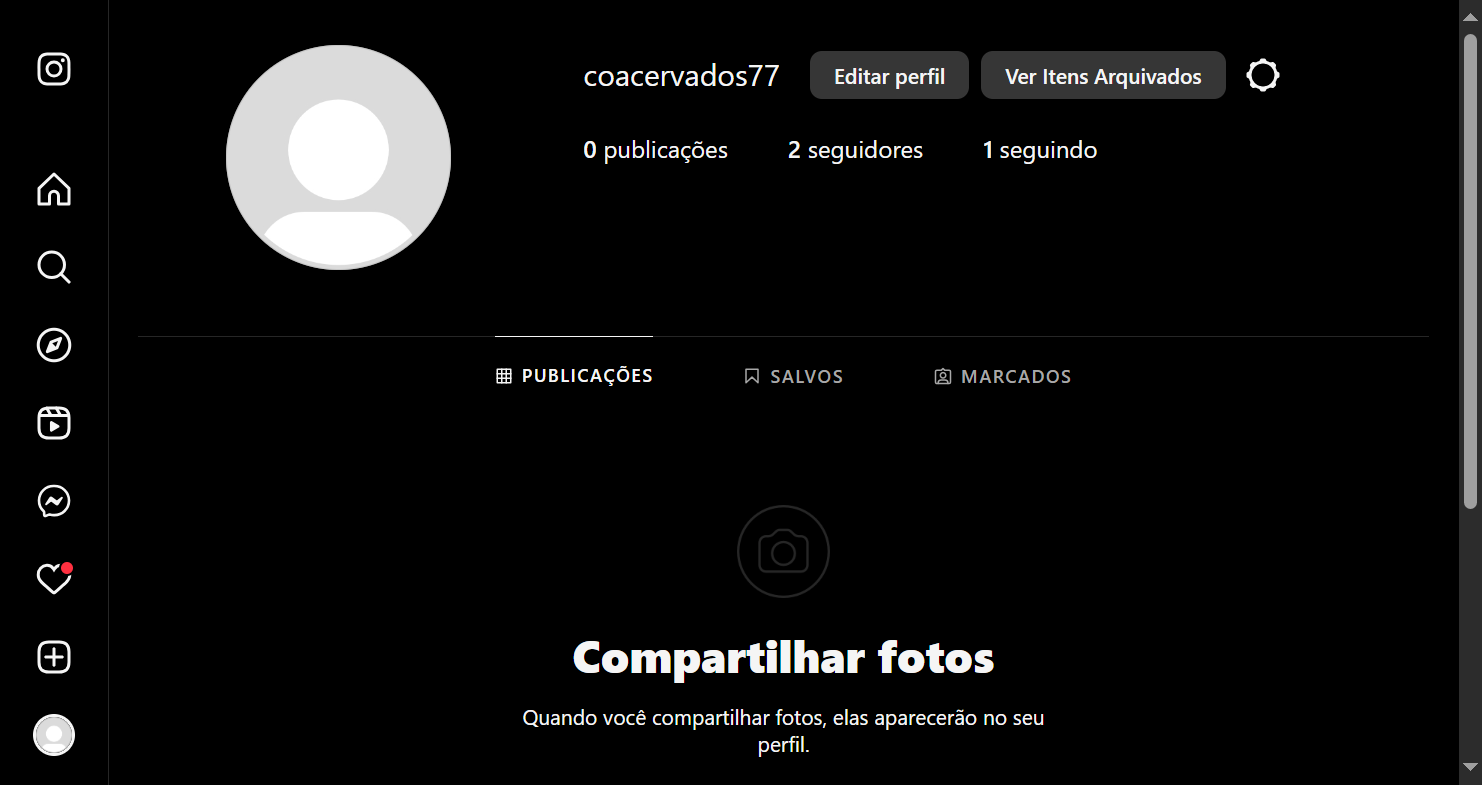 coacervados77 Editar perfil Ver Itens Arquivados
0 publicações 2 seguidores 1 seguindo
PUBLICAÇÕES SALVOS MARCADOS
Compartilhar fotos
Quando você compartilhar fotos, elas aparecerão no seu
perfil.